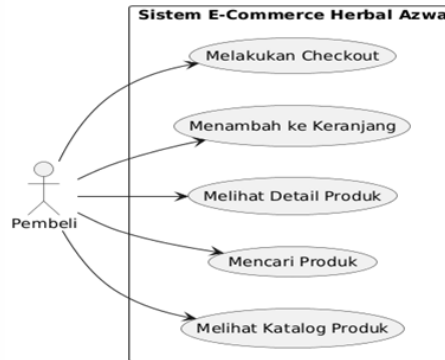 Sistem E-Commerce Herbal Azwa
Melakukan Checkout
Menambah ke Keranjang
Melihat Detail Produk
Pembeli
Mencari Produk
Melihat Katalog Produk